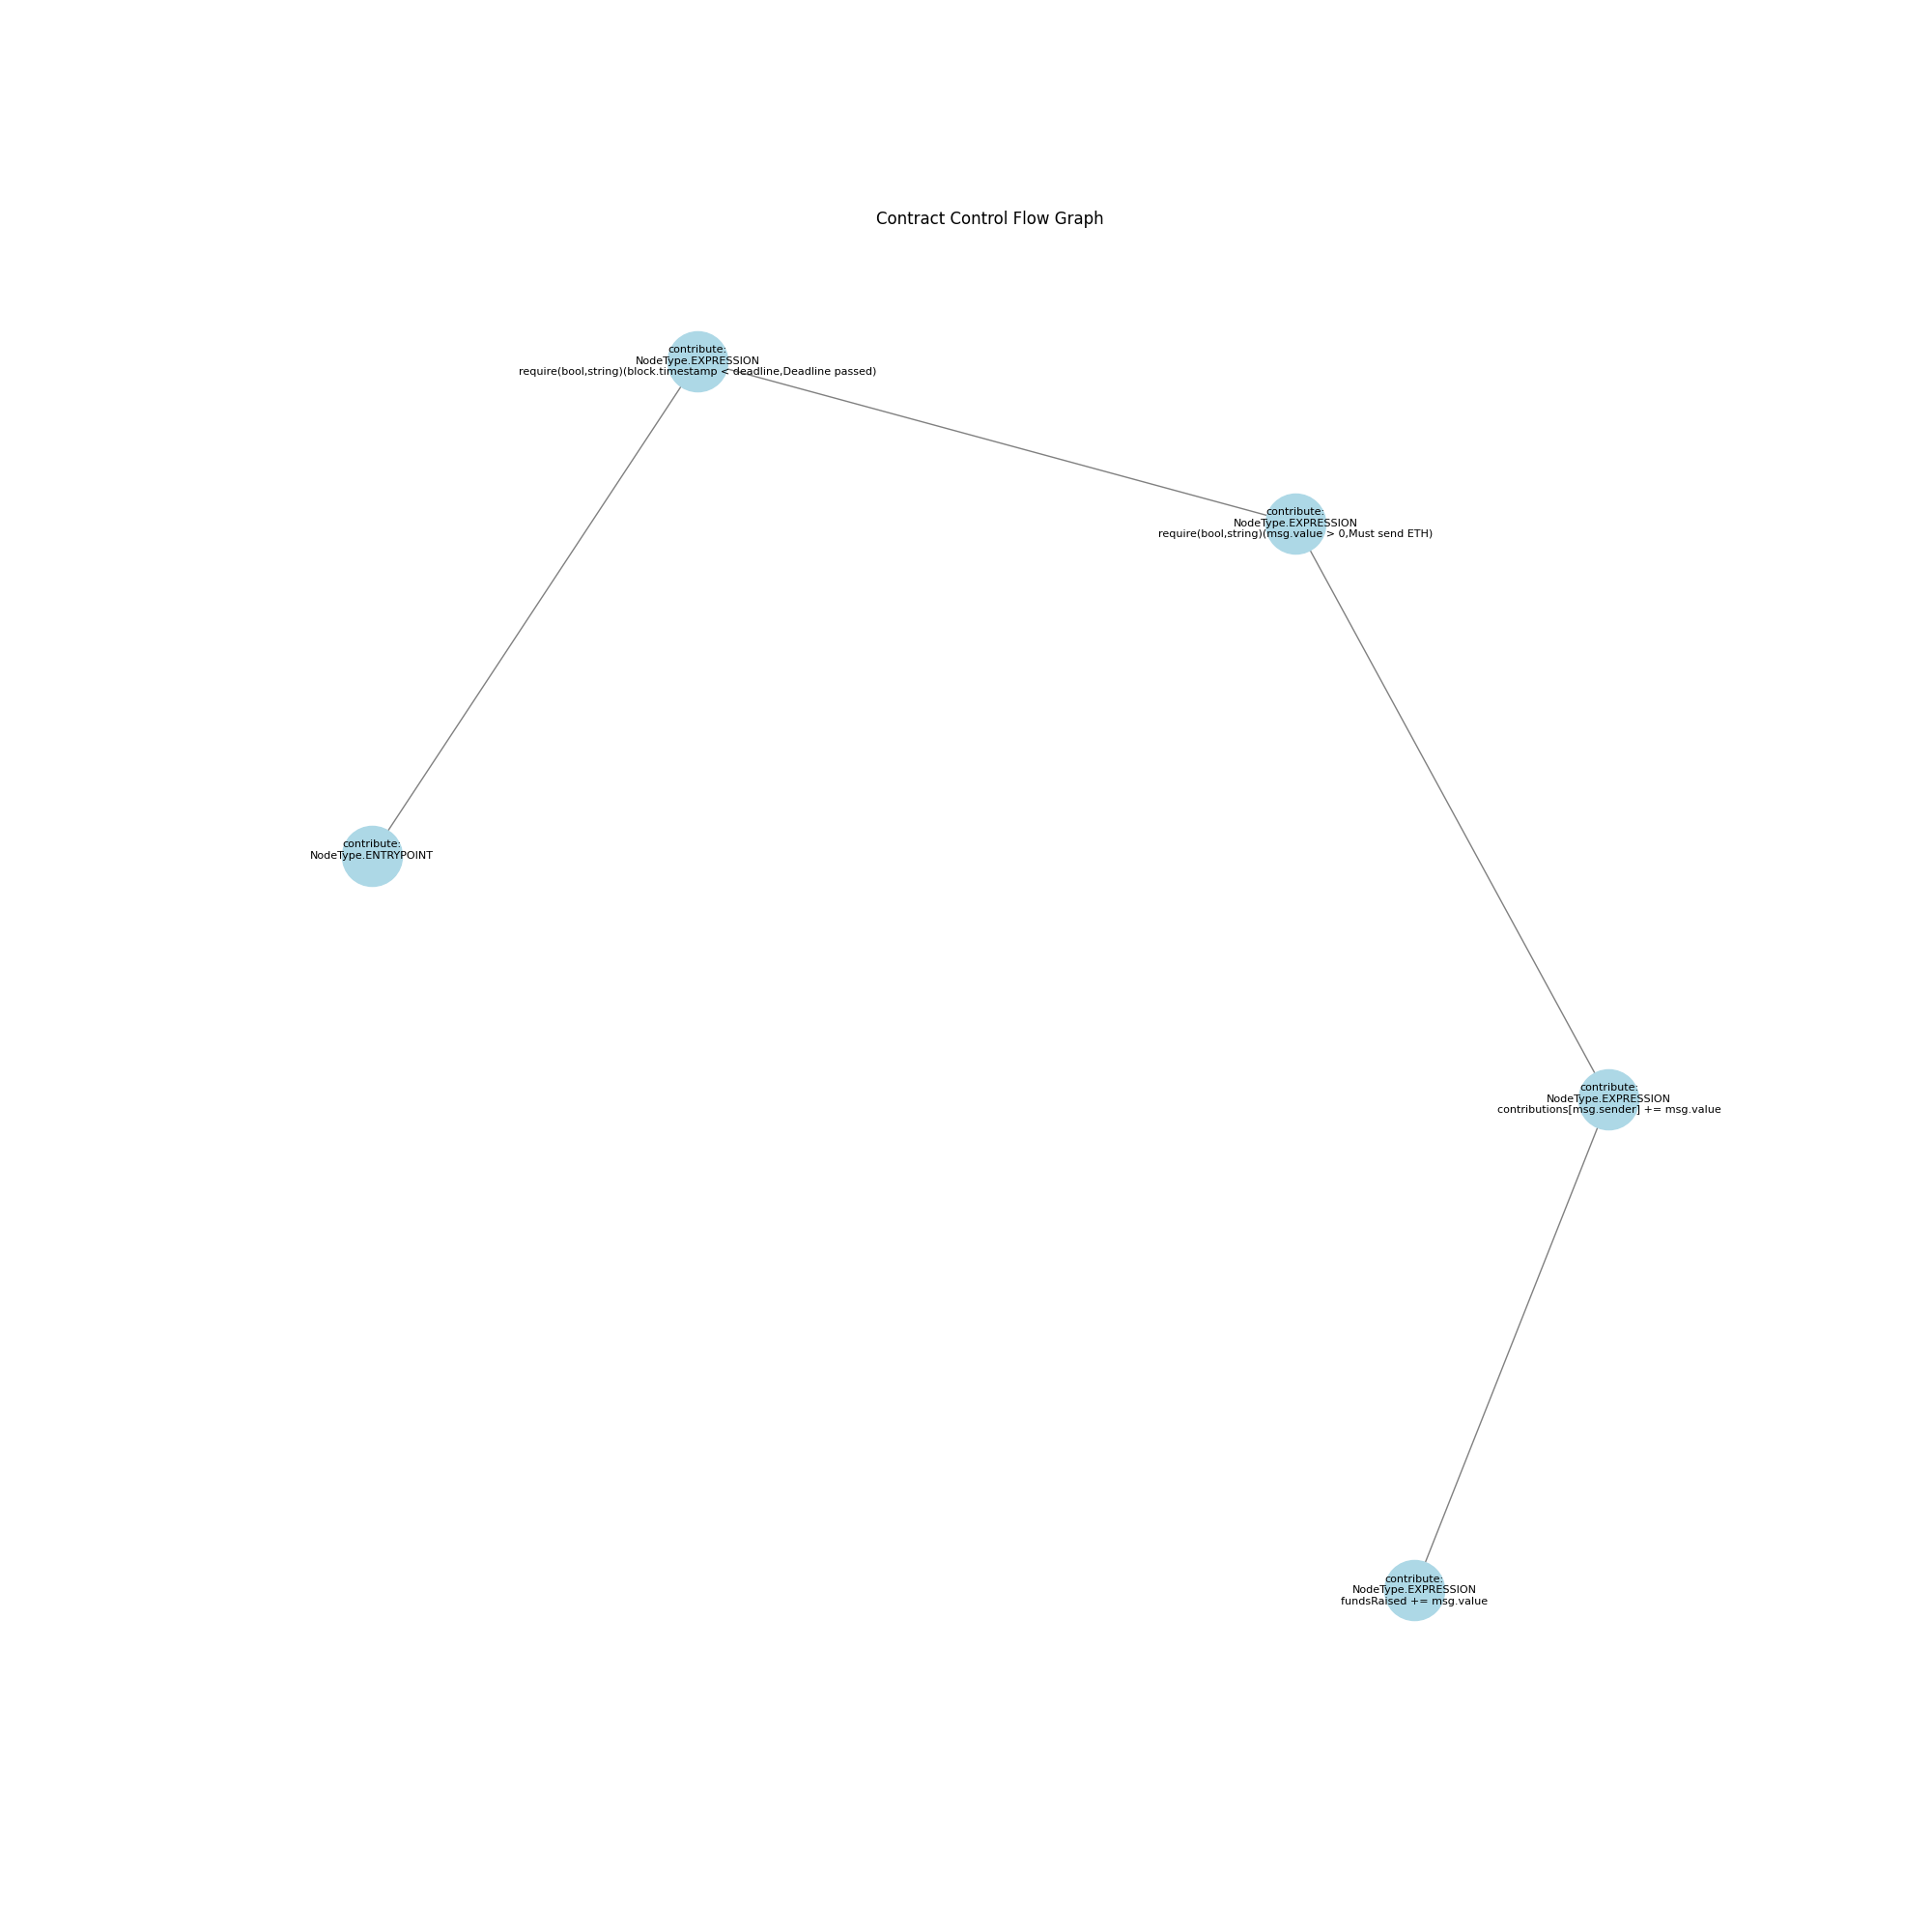 Contract Control Flow Graph
contribute:
NodeType.EXPRESSION
require(bool,string)(block.timestamp < deadline,Deadline passed)
contribute:
NodeType.EXPRESSION
require(bool,string)(msg.value > 0,Must send ETH)
contribute:
NodeType.ENTRYPOINT
contribute:
NodeType.EXPRESSION
contributions[msg.sender] += msg.value
contribute:
NodeType.EXPRESSION
fundsRaised += msg.value